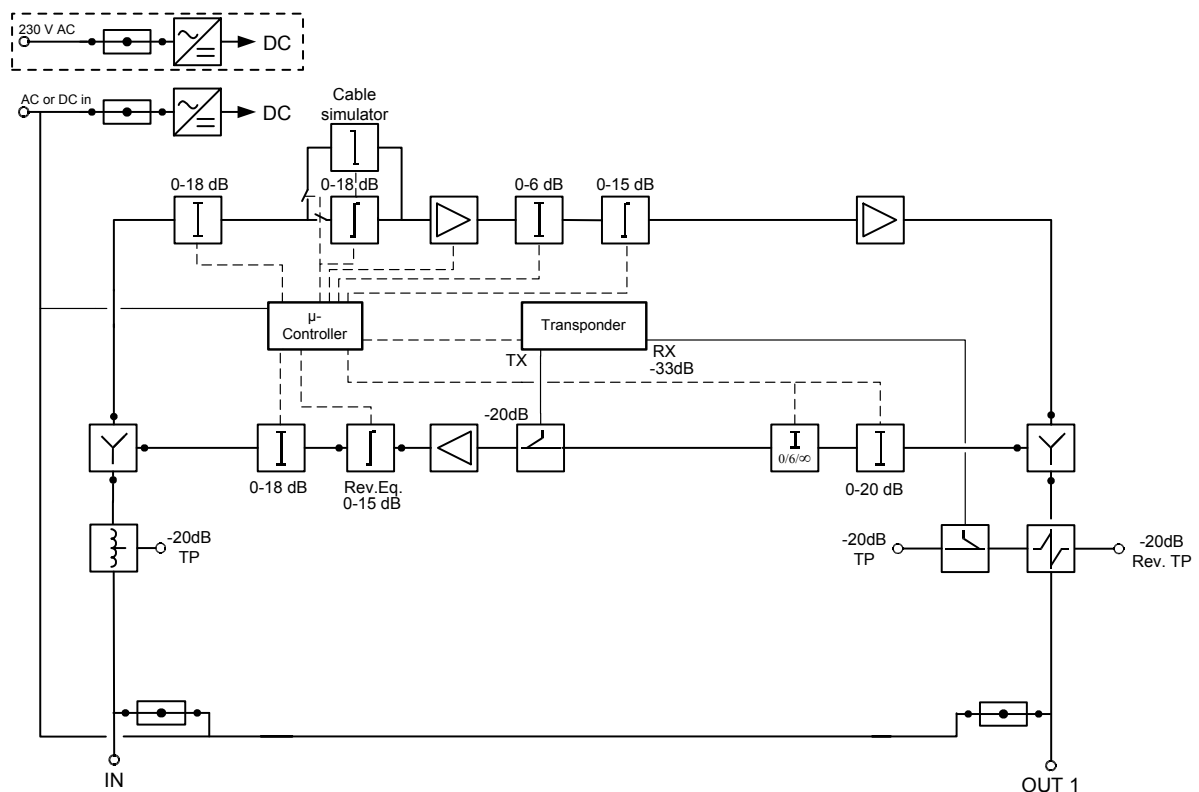 230 V AC
DC
AC or DC in
DC
Cable
simulator
0-18 dB
0-18 dB
0-6 dB
0-15 dB
µ-
Controller
Transponder
TX
RX
-33dB
-20dB
0/6/∞
0-18 dB
Rev.Eq.
0-15 dB
0-20 dB
-20dB
TP
-20dB
TP
-20dB
Rev. TP
IN
OUT 1